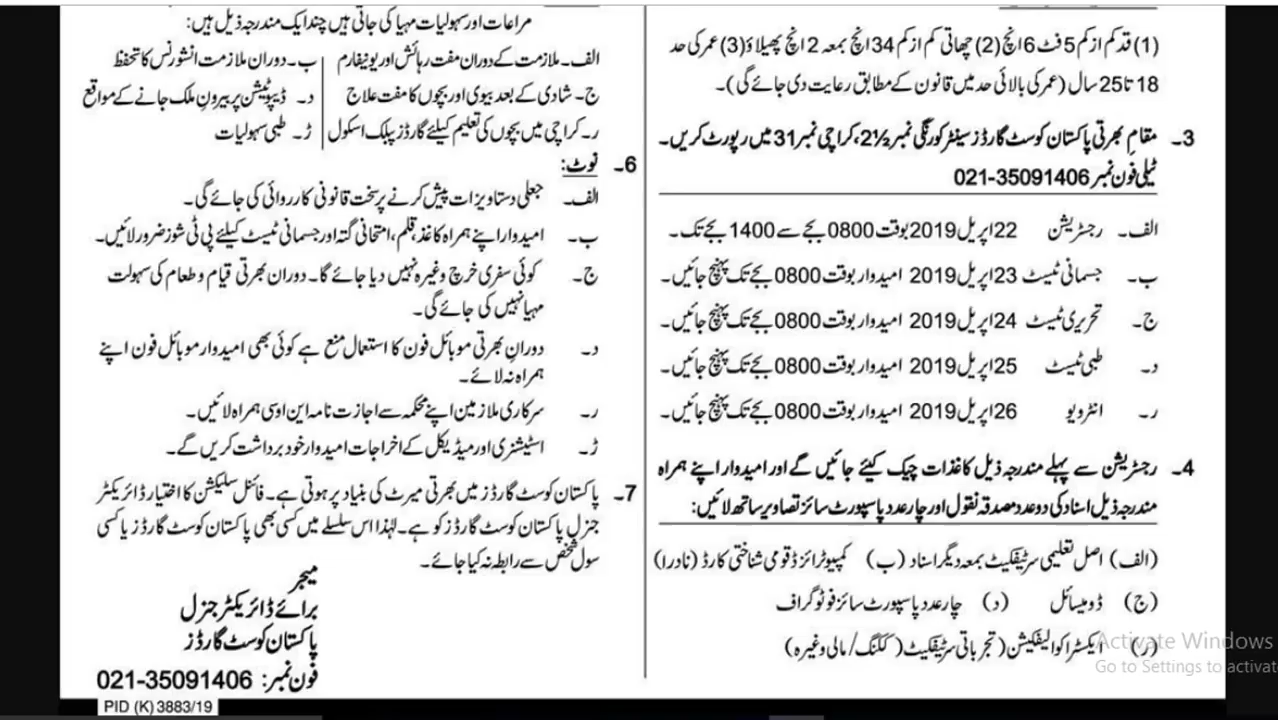 (1) قد کم از کم 5 فٹ 6 انچ (2) چھاتی کم از کم 34 انچ بمعہ 2 انچ پھیلاؤ (3) عمر کی حد
18 تا 25 سال (عمر کی بالائی حد میں قانون کے مطابق رعایت دی جائے گی)۔
3۔ مقامِ بھرتی پاکستان کوسٹ گارڈز سینٹر کورنگی نمبر 2½، کراچی نمبر 31 میں رپورٹ کریں۔
ٹیلی فون نمبر 021-35091406
الف۔ رجسٹریشن 22 اپریل 2019 بوقت 0800 بجے سے 1400 بجے تک۔
ب۔ جسمانی ٹیسٹ 23 اپریل 2019 امیدوار بوقت 0800 بجے تک پہنچ جائیں۔
ج۔ تحریری ٹیسٹ 24 اپریل 2019 امیدوار بوقت 0800 بجے تک پہنچ جائیں۔
د۔ طبی ٹیسٹ 25 اپریل 2019 امیدوار بوقت 0800 بجے تک پہنچ جائیں۔
ر۔ انٹرویو 26 اپریل 2019 امیدوار بوقت 0800 بجے تک پہنچ جائیں۔
4۔ رجسٹریشن سے پہلے مندرجہ ذیل کاغذات چیک کیئے جائیں گے اور امیدوار اپنے ہمراہ
مندرجہ ذیل اسناد کی دو عدد مصدقہ نقول اور چار عدد پاسپورٹ سائز تصاویر ساتھ لائیں:
(الف) اصل تعلیمی سرٹیفکیٹ بمعہ دیگر اسناد (ب) کمپیوٹرائزڈ قومی شناختی کارڈ (نادرا)
(ج) ڈومیسائل (د) چار عدد پاسپورٹ سائز فوٹوگراف
(ر) ایکسٹرا کوالیفکیشن (تجرباتی سرٹیفکیٹ (ککنگ/مالی وغیرہ)
مراعات اور سہولیات مہیا کی جاتی ہیں چند ایک مندرجہ ذیل ہیں:
الف۔ ملازمت کے دوران مفت رہائش اور یونیفارم ب۔ دوران ملازمت انشورنس کا تحفظ
ج۔ شادی کے بعد بیوی اور بچوں کا مفت علاج د۔ ڈیپوٹیشن پر بیرونِ ملک جانے کے مواقع
ر۔ کراچی میں بچوں کی تعلیم کیلئے گارڈز پبلک اسکول ڑ۔ طبی سہولیات
6۔ نوٹ:
الف۔ جعلی دستاویزات پیش کرنے پر سخت قانونی کارروائی کی جائے گی۔
ب۔ امیدوار اپنے ہمراہ کاغذ، قلم، امتحانی گتہ اور جسمانی ٹیسٹ کیلئے پی ٹی شوز ضرور لائیں۔
ج۔ کوئی سفری خرچ وغیرہ نہیں دیا جائے گا۔ دوران بھرتی قیام و طعام کی سہولت
مہیا نہیں کی جائے گی۔
د۔ دورانِ بھرتی موبائل فون کا استعمال منع ہے کوئی بھی امیدوار موبائل فون اپنے
ہمراہ نہ لائے۔
ر۔ سرکاری ملازمین اپنے محکمہ سے اجازت نامہ این او سی ہمراہ لائیں۔
ڑ۔ اسٹیشنری اور میڈیکل کے اخراجات امیدوار خود برداشت کریں گے۔
7۔ پاکستان کوسٹ گارڈز میں بھرتی میرٹ کی بنیاد پر ہوتی ہے۔ فائنل سلیکشن کا اختیار ڈائریکٹر
جنرل پاکستان کوسٹ گارڈز کو ہے۔ لہٰذا اس سلسلے میں کسی بھی پاکستان کوسٹ گارڈز یا کسی
سول شخص سے رابطہ نہ کیا جائے۔
میجر
برائے ڈائریکٹر جنرل
پاکستان کوسٹ گارڈز
فون نمبر: 021-35091406
PID (K) 3883/19
Activate Windows
Go to Settings to activat